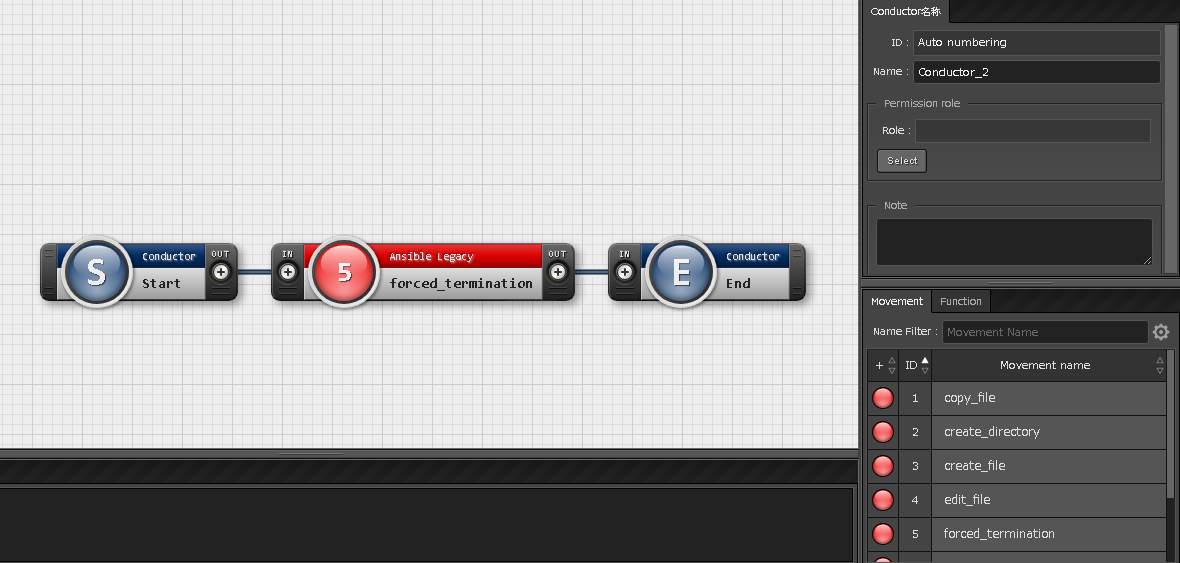 Conductor名称
ID : Auto numbering
Name : Conductor_2
Permission role
Role :
Select
Note
S Conductor OUT
Start
IN 5 Ansible Legacy OUT
forced_termination
IN E Conductor
End
Movement Function
Name Filter : Movement Name
+ ID Movement name
1 copy_file
2 create_directory
3 create_file
4 edit_file
5 forced_termination